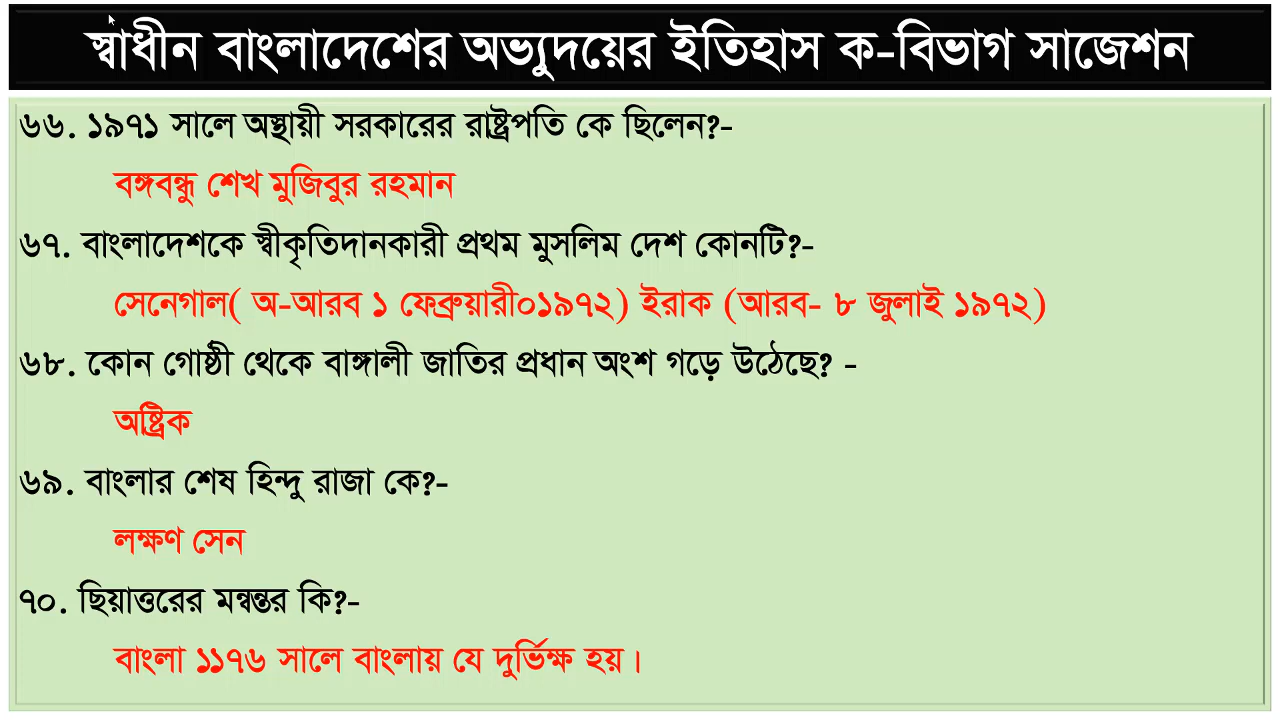 স্বাধীন বাংলাদেশের অভ্যুদয়ের ইতিহাস ক-বিভাগ সাজেশন
৬৬. ১৯৭১ সালে অস্থায়ী সরকারের রাষ্ট্রপতি কে ছিলেন?-
বঙ্গবন্ধু শেখ মুজিবুর রহমান
৬৭. বাংলাদেশকে স্বীকৃতিদানকারী প্রথম মুসলিম দেশ কোনটি?-
সেনেগাল( অ-আরব ১ ফেব্রুয়ারী০১৯৭২) ইরাক (আরব- ৮ জুলাই ১৯৭২)
৬৮. কোন গোষ্ঠী থেকে বাঙ্গালী জাতির প্রধান অংশ গড়ে উঠেছে? -
অষ্ট্রিক
৬৯. বাংলার শেষ হিন্দু রাজা কে?-
লক্ষণ সেন
৭০. ছিয়াত্তরের মন্বন্তর কি?-
বাংলা ১১৭৬ সালে বাংলায় যে দুর্ভিক্ষ হয়।